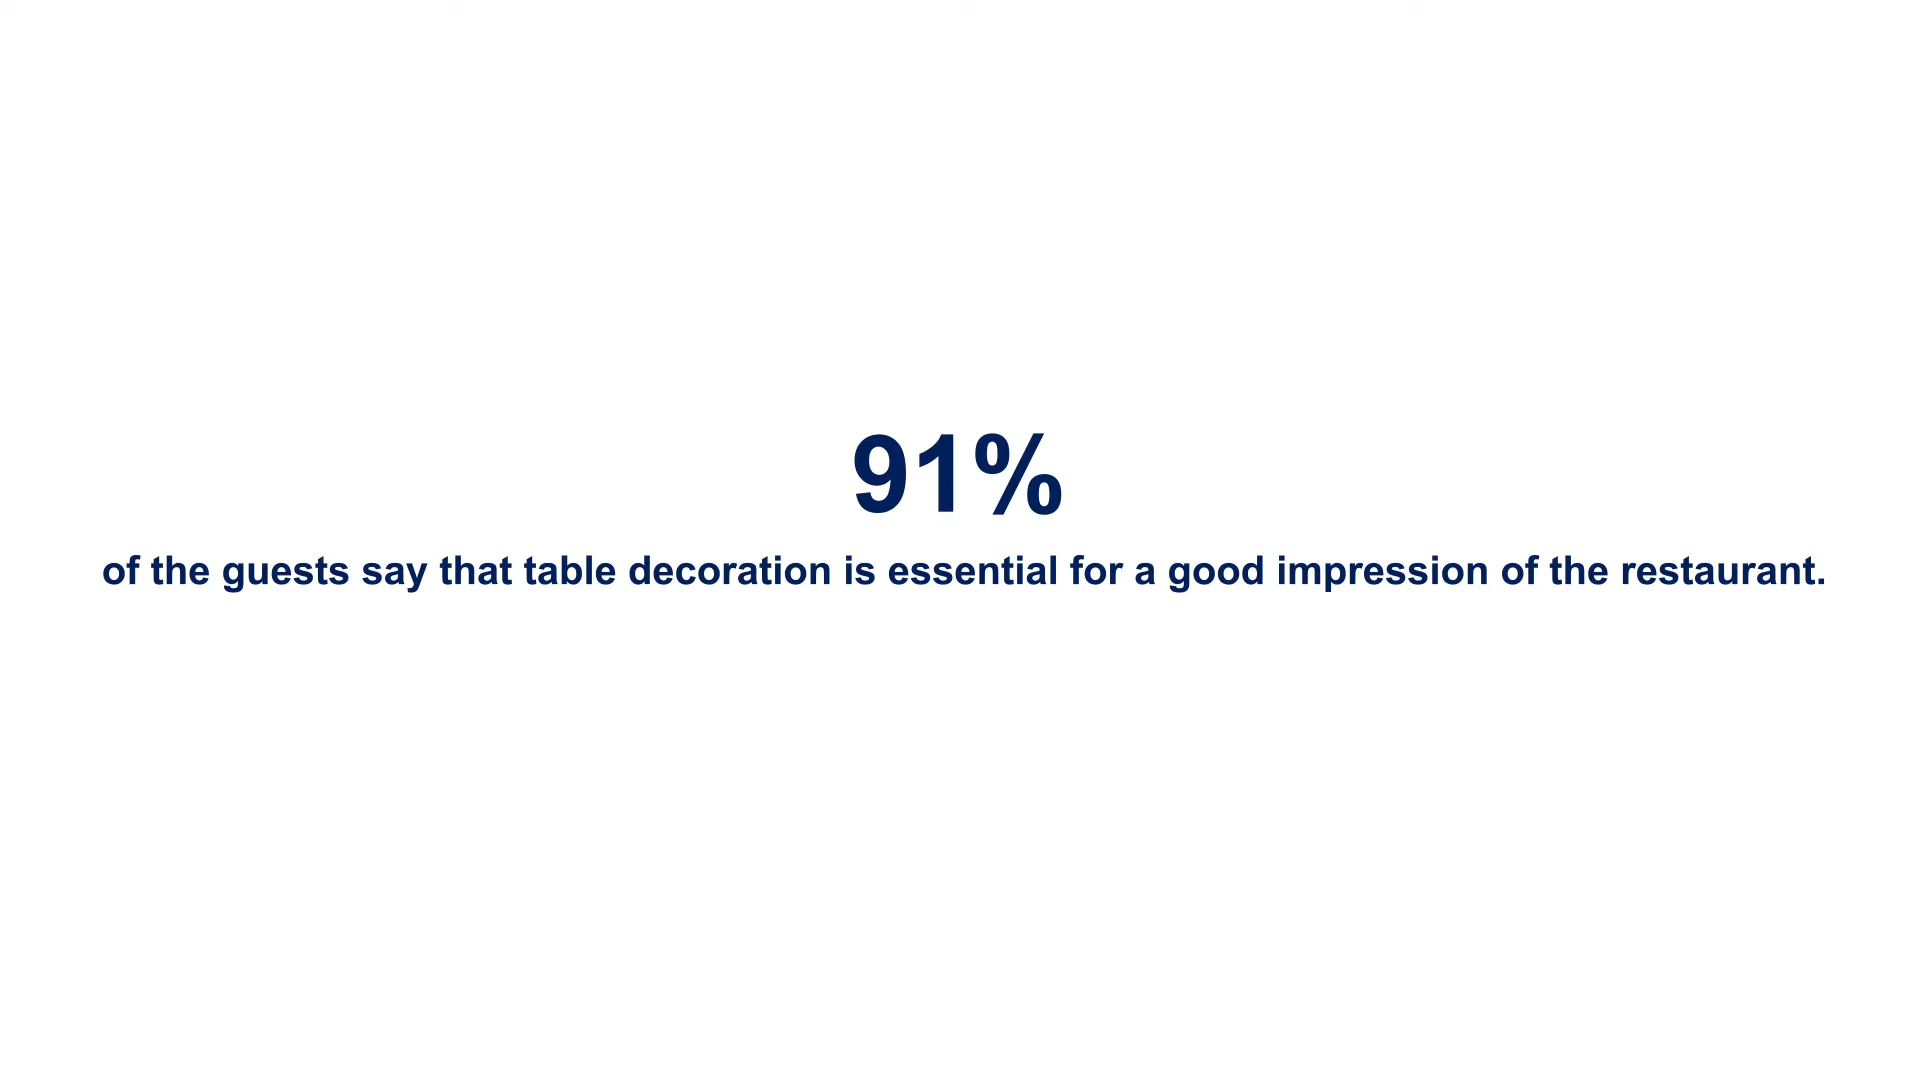 91%
of the guests say that table decoration is essential for a good impression of the restaurant.